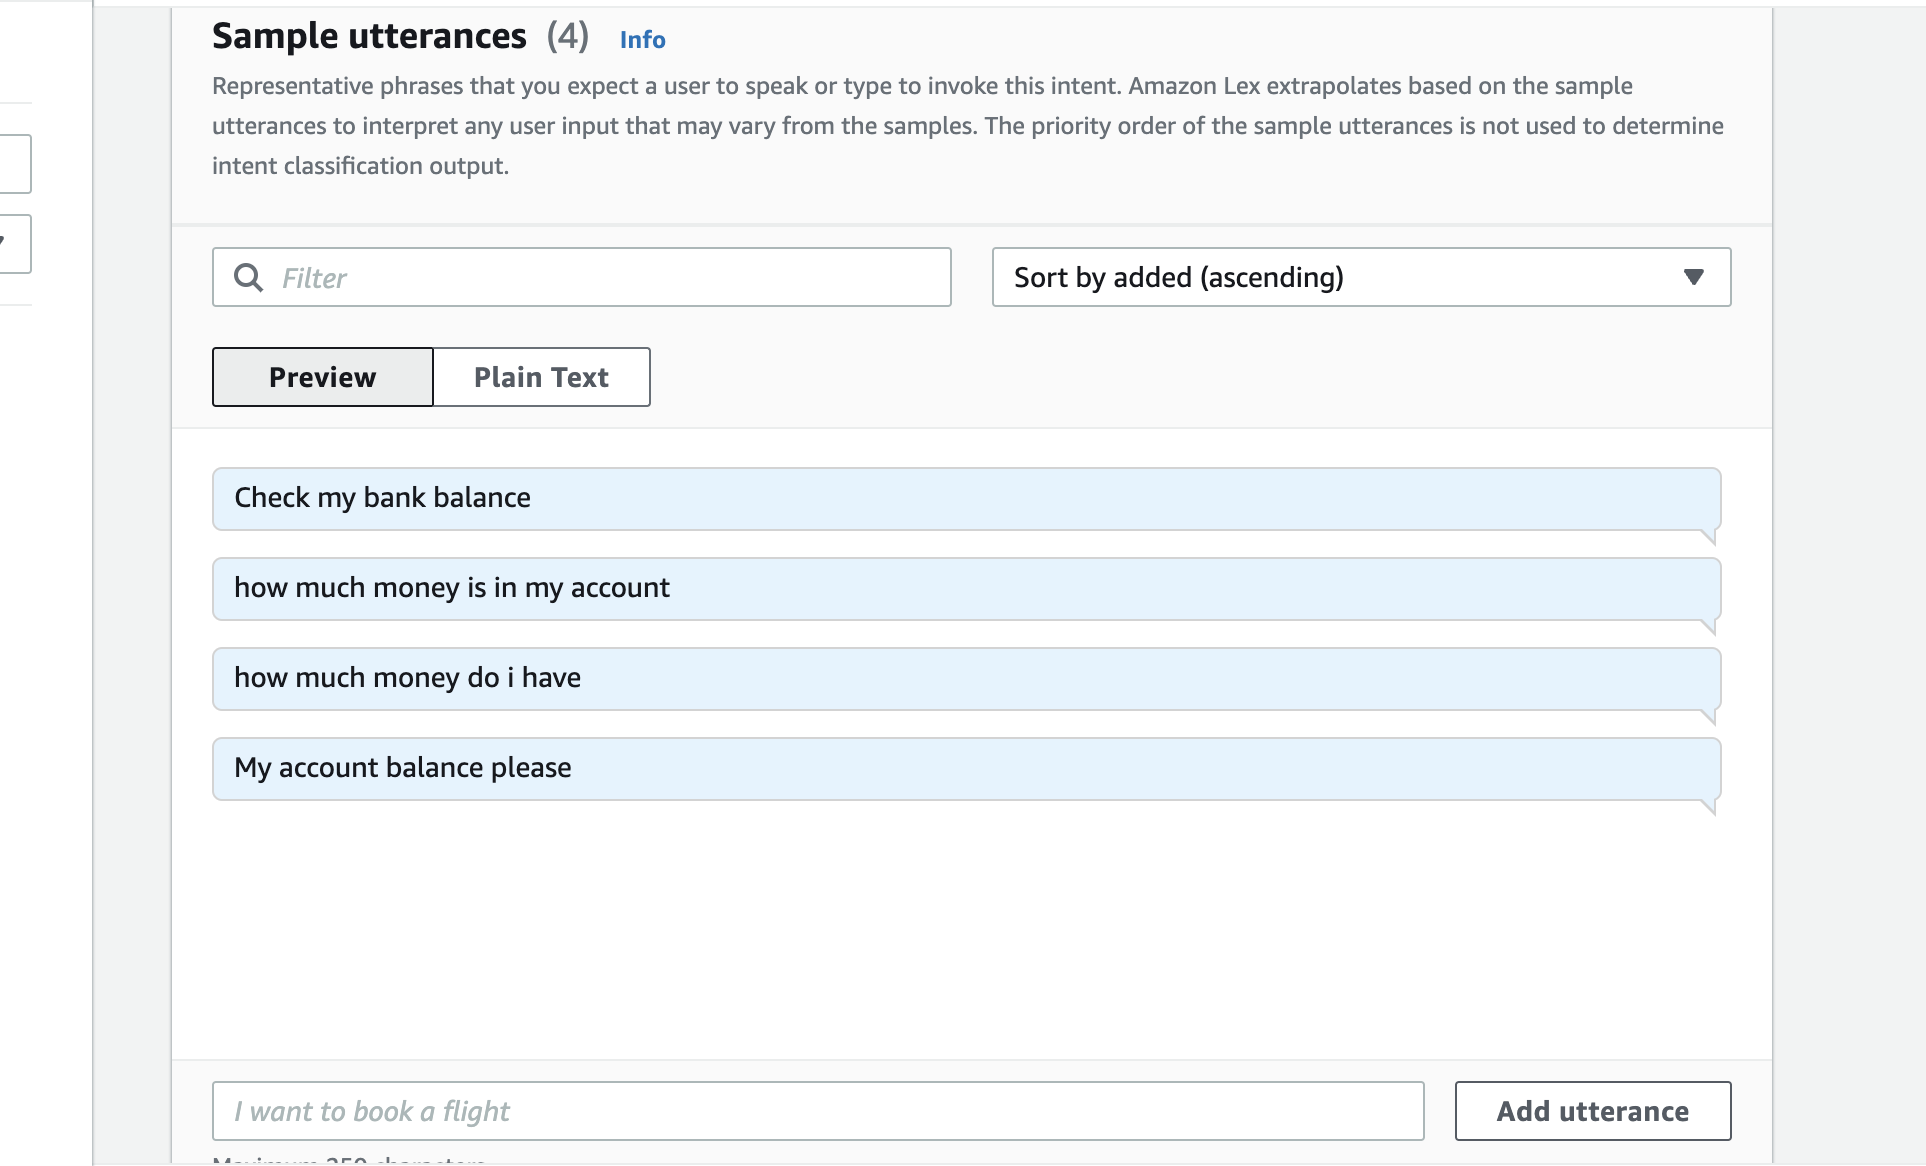 Sample utterances (4) Info
Representative phrases that you expect a user to speak or type to invoke this intent. Amazon Lex extrapolates based on the sample
utterances to interpret any user input that may vary from the samples. The priority order of the sample utterances is not used to determine
intent classification output.
Filter
Sort by added (ascending)
Preview
Plain Text
Check my bank balance
how much money is in my account
how much money do i have
My account balance please
I want to book a flight
Add utterance
Maximum 250 characters